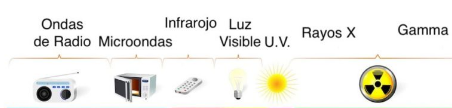 Ondas
de Radio
Microondas
Infrarojo
Luz
Visible
U.V.
Rayos X
Gamma